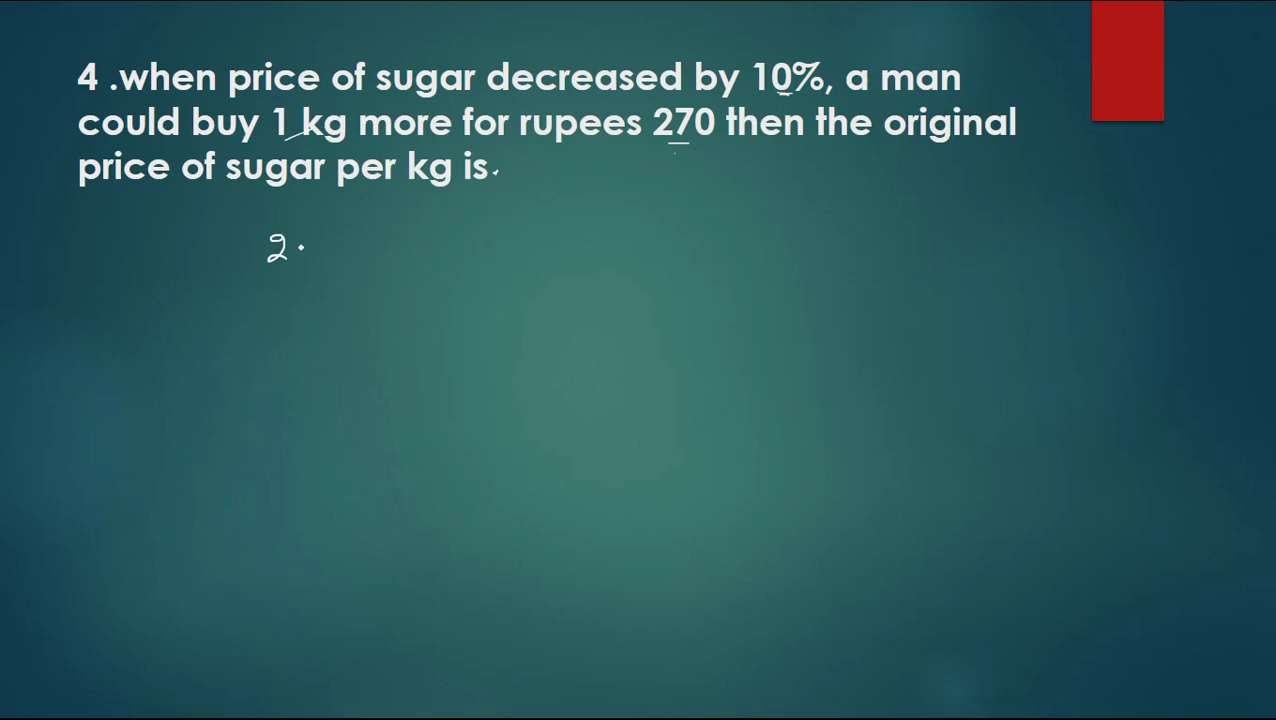 4 .when price of sugar decreased by 10%, a man
could buy 1 kg more for rupees 270 then the original
price of sugar per kg is
2